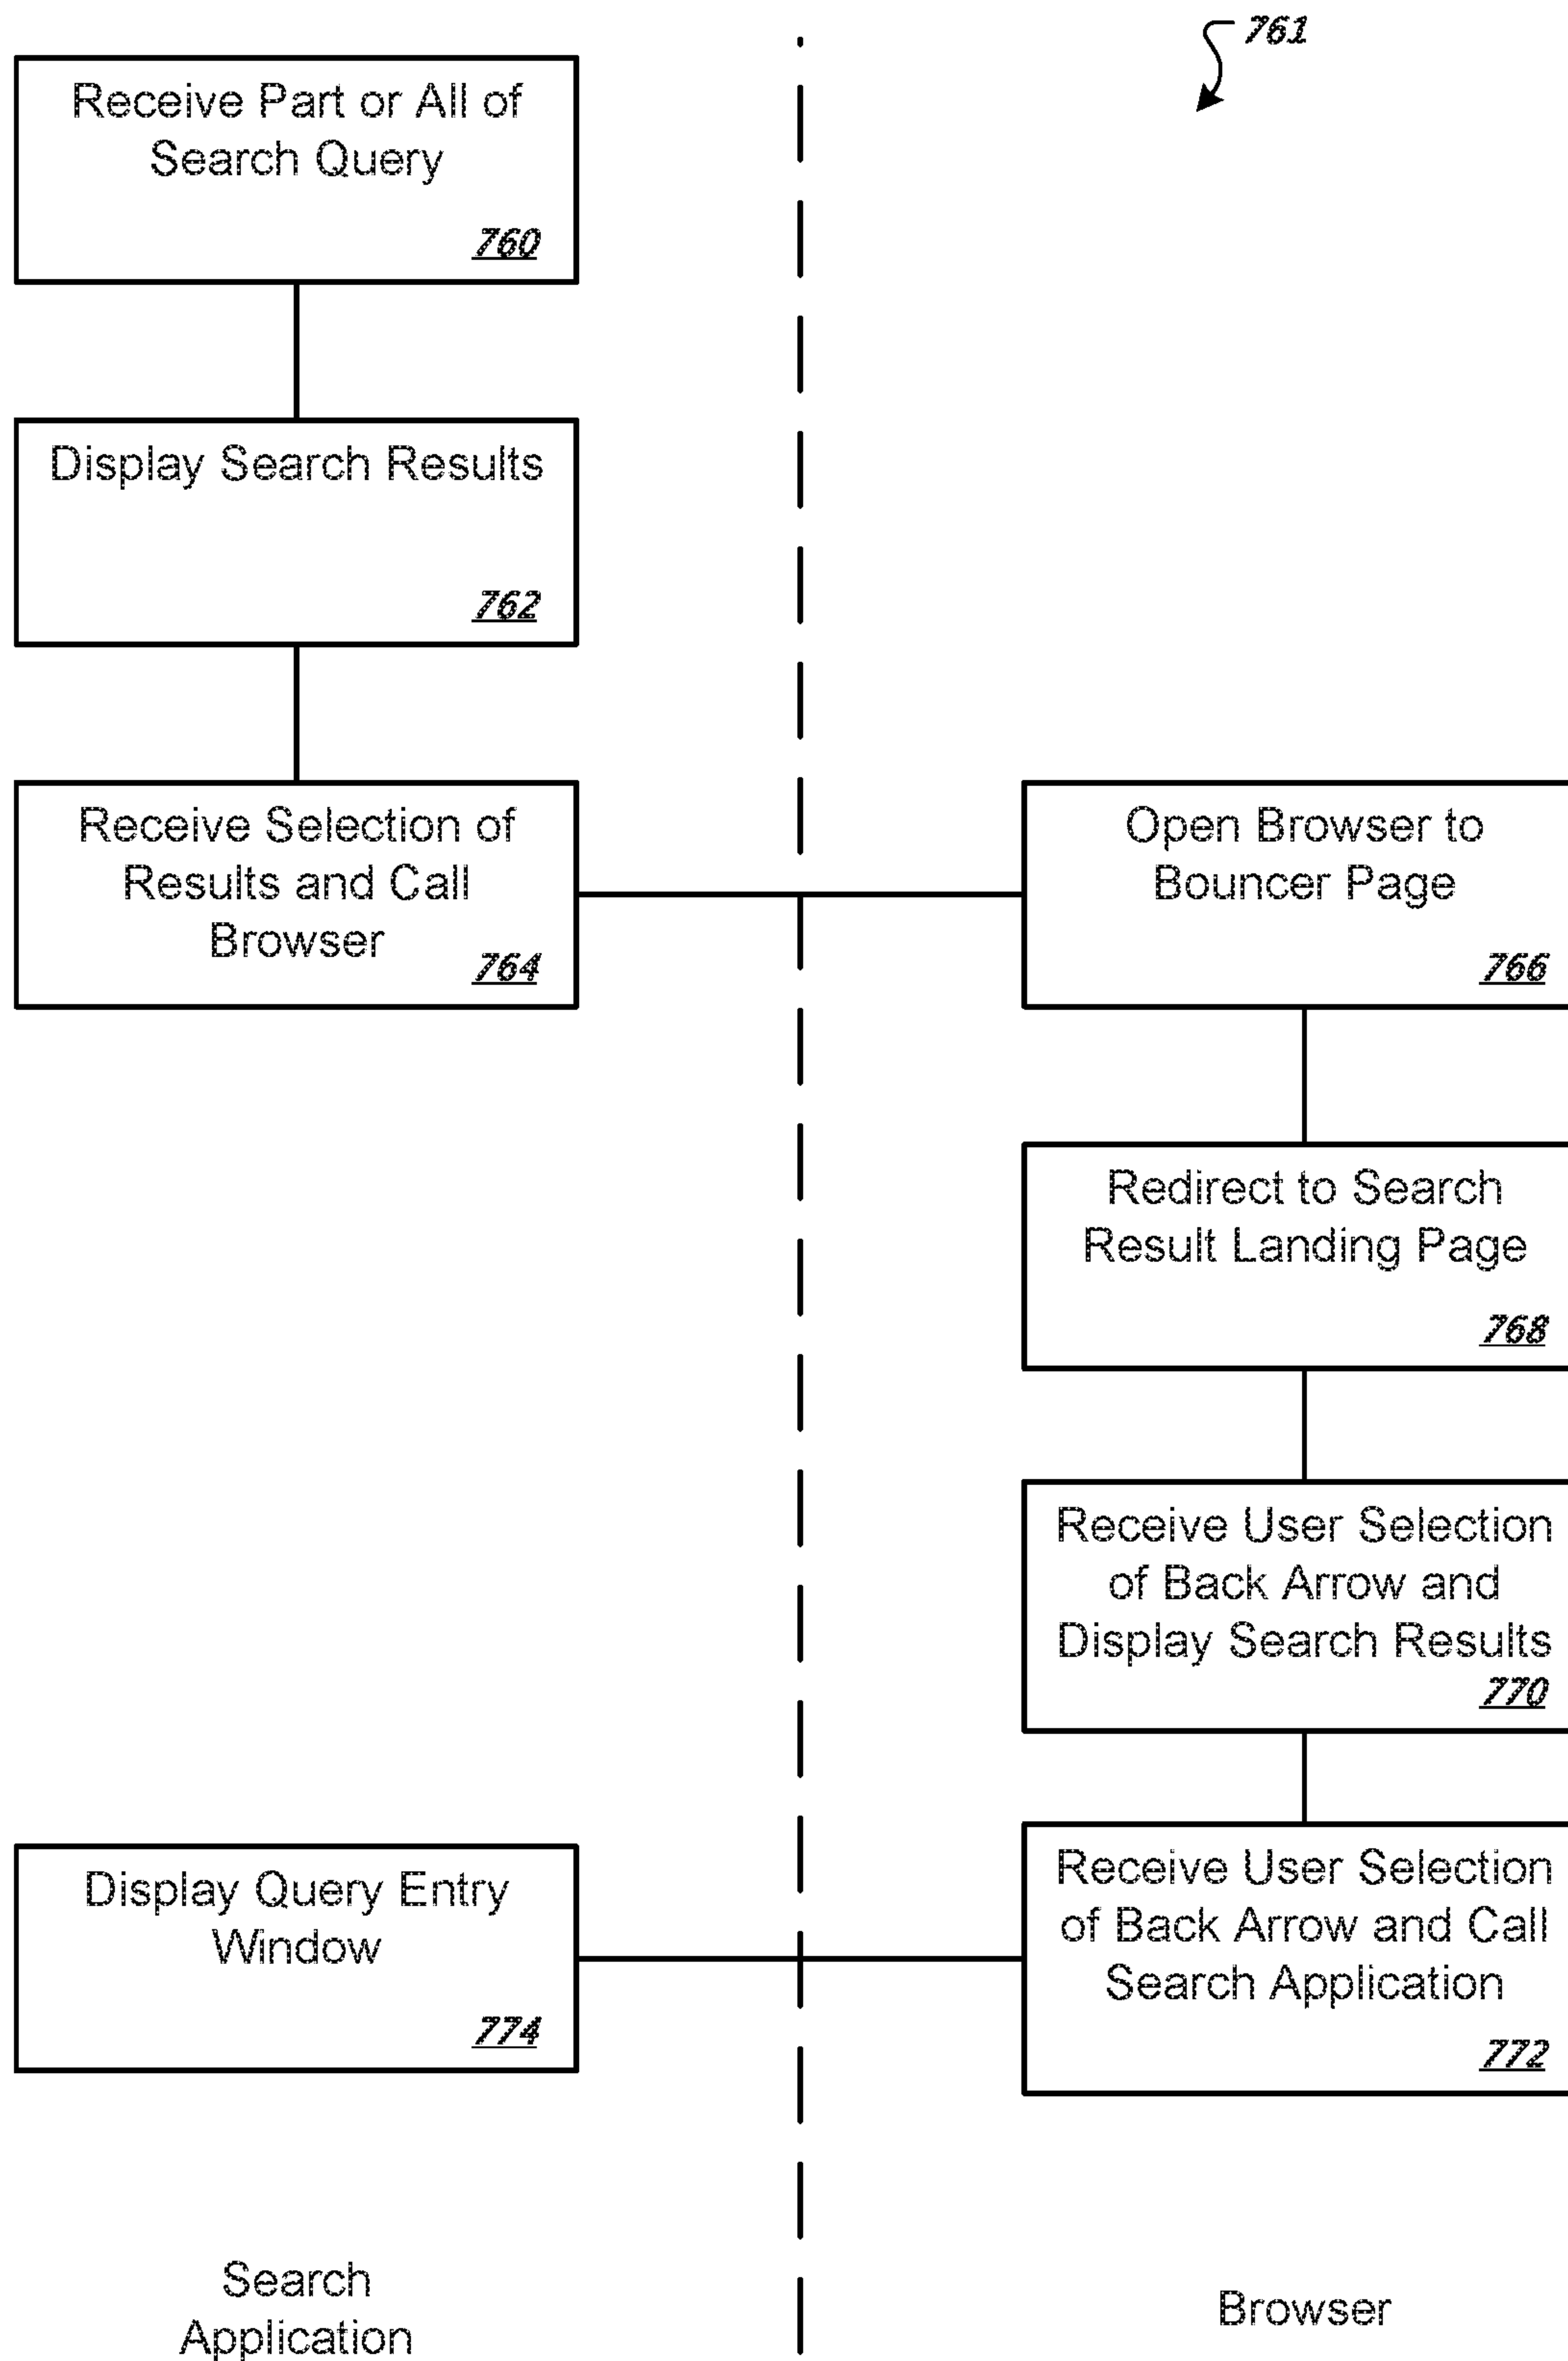 761
Receive Part or All of
Search Query
760
Display Search Results
762
Receive Selection of
Results and Call
Browser
764
Open Browser to
Bouncer Page
766
Redirect to Search
Result Landing Page
768
Receive User Selection
of Back Arrow and
Display Search Results
770
Receive User Selection
of Back Arrow and Call
Search Application
772
Display Query Entry
Window
774
Search
Application
Browser